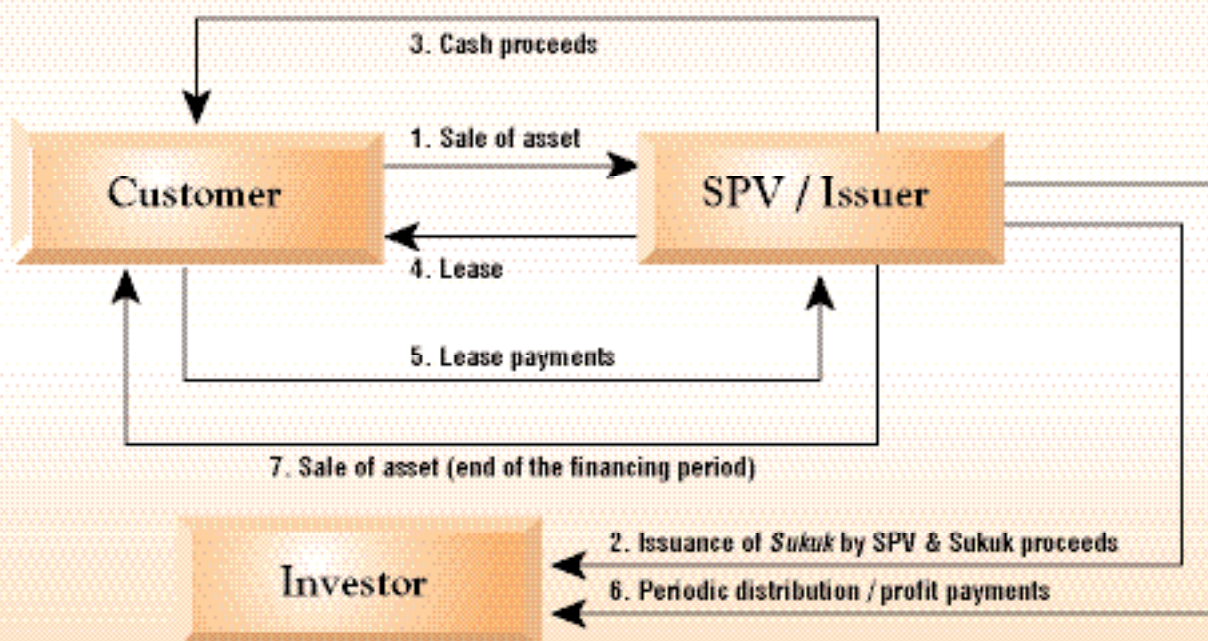 3. Cash proceeds
1. Sale of asset
Customer
SPV / Issuer
4. Lease
5. Lease payments
7. Sale of asset (end of the financing period)
2. Issuance of Sukuk by SPV & Sukuk proceeds
Investor
6. Periodic distribution / profit payments